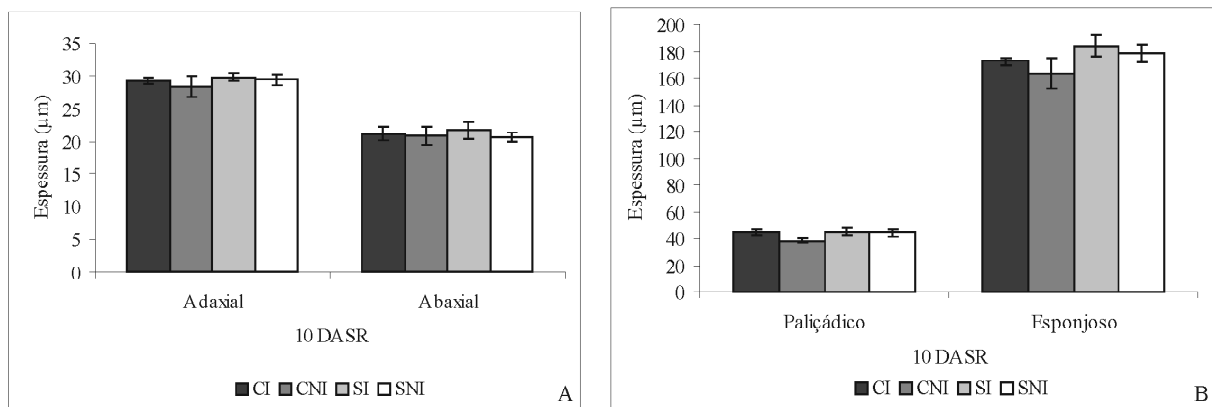 35
30
25
20
15
10
5
0
Espessura (µm)
Adaxial
Abaxial
10 DASR
CI CNI SI SNI
A
200
180
160
140
120
100
80
60
40
20
0
Espessura (µm)
Paliçádico
Esponjoso
10 DASR
CI CNI SI SNI
B